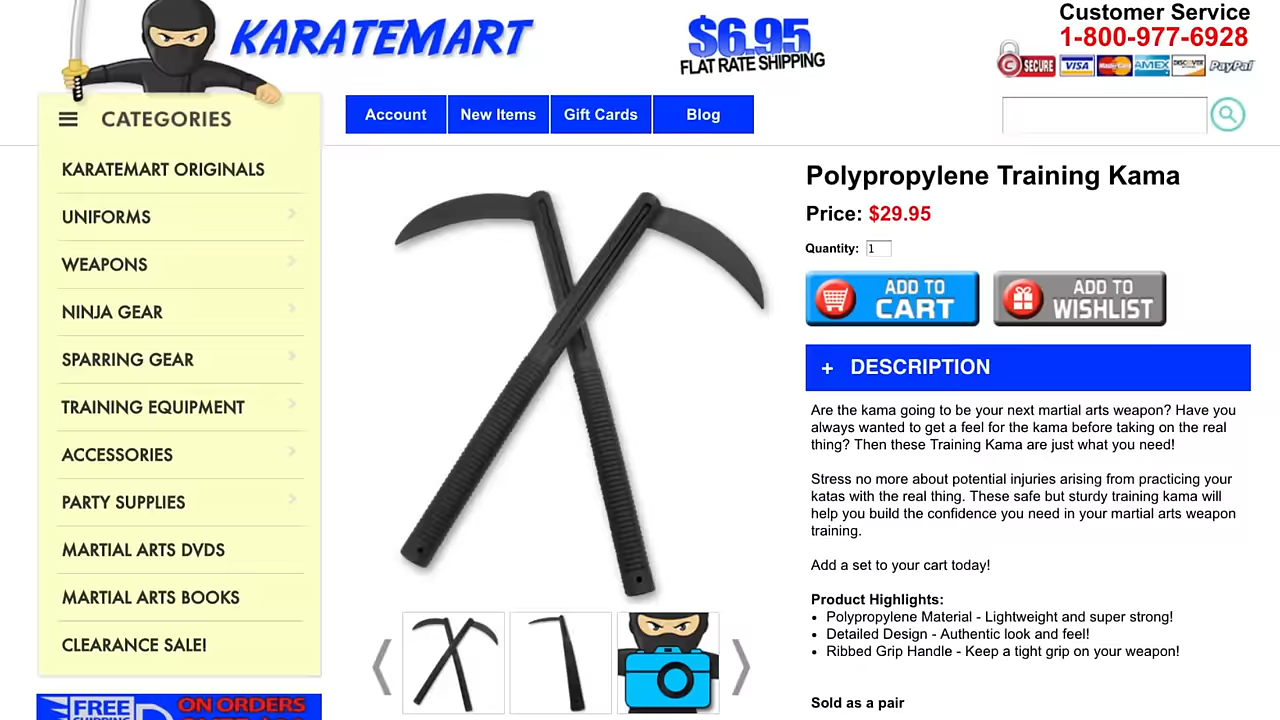 KARATEMART
$6.95
FLAT RATE SHIPPING
Customer Service
1-800-977-6928
SECURE VISA MasterCard AMEX DISCOVER PayPal
CATEGORIES
Account
New Items
Gift Cards
Blog
KARATEMART ORIGINALS
UNIFORMS
WEAPONS
NINJA GEAR
SPARRING GEAR
TRAINING EQUIPMENT
ACCESSORIES
PARTY SUPPLIES
MARTIAL ARTS DVDS
MARTIAL ARTS BOOKS
CLEARANCE SALE!
FREE
ON ORDERS
Polypropylene Training Kama
Price: $29.95
Quantity: 1
ADD TO
CART
ADD TO
WISHLIST
+ DESCRIPTION
Are the kama going to be your next martial arts weapon? Have you
always wanted to get a feel for the kama before taking on the real
thing? Then these Training Kama are just what you need!
Stress no more about potential injuries arising from practicing your
katas with the real thing. These safe but sturdy training kama will
help you build the confidence you need in your martial arts weapon
training.
Add a set to your cart today!
Product Highlights:
• Polypropylene Material - Lightweight and super strong!
• Detailed Design - Authentic look and feel!
• Ribbed Grip Handle - Keep a tight grip on your weapon!
Sold as a pair